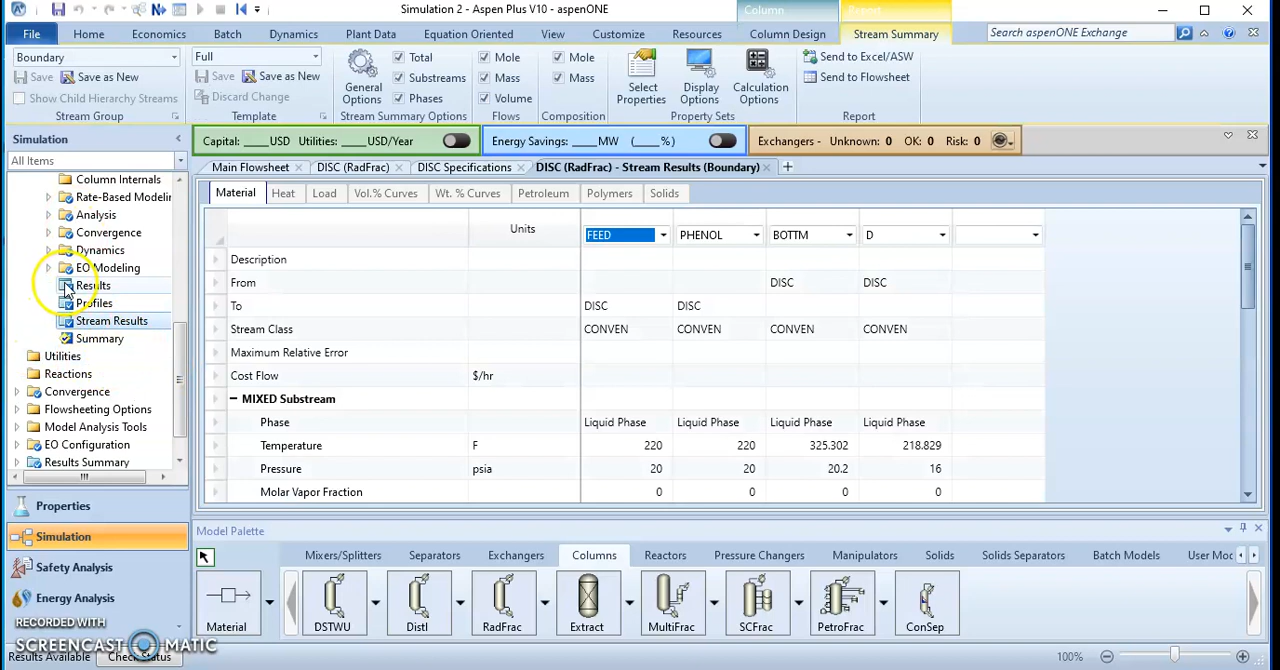 Simulation 2 - Aspen Plus V10 - aspenONE
Column
Report
File Home Economics Batch Dynamics Plant Data Equation Oriented View Customize Resources Column Design Stream Summary
Search aspenONE Exchange
Boundary
Save Save as New
Show Child Hierarchy Streams
Stream Group
Full
Save Save as New
Discard Change
Template
General Options
Total
Substreams
Phases
Stream Summary Options
Mole
Mass
Volume
Flows
Mole
Mass
Composition
Select Properties
Display Options
Calculation Options
Property Sets
Send to Excel/ASW
Send to Flowsheet
Report
Simulation
Capital: ____ USD Utilities: ____ USD/Year
Energy Savings: ____ MW (____ %)
Exchangers - Unknown: 0 OK: 0 Risk: 0
All Items
Main Flowsheet DISC (RadFrac) DISC Specifications DISC (RadFrac) - Stream Results (Boundary)
Column Internals
Rate-Based Modelin
Analysis
Convergence
Dynamics
EO Modeling
Results
Profiles
Stream Results
Summary
Utilities
Reactions
Convergence
Flowsheeting Options
Model Analysis Tools
EO Configuration
Results Summary
Properties
Simulation
Safety Analysis
Energy Analysis
Material Heat Load Vol.% Curves Wt. % Curves Petroleum Polymers Solids
Units FEED PHENOL BOTTM D
Description
From DISC DISC
To DISC DISC
Stream Class CONVEN CONVEN CONVEN CONVEN
Maximum Relative Error
Cost Flow $/hr
MIXED Substream
Phase Liquid Phase Liquid Phase Liquid Phase Liquid Phase
Temperature F 220 220 325.302 218.829
Pressure psia 20 20 20.2 16
Molar Vapor Fraction 0 0 0 0
Model Palette
Mixers/Splitters Separators Exchangers Columns Reactors Pressure Changers Manipulators Solids Solids Separators Batch Models User Moc
Material DSTWU Distl RadFrac Extract MultiFrac SCFrac PetroFrac ConSep
RECORDED WITH
SCREENCAST MATIC
Results Available Check Status
100%